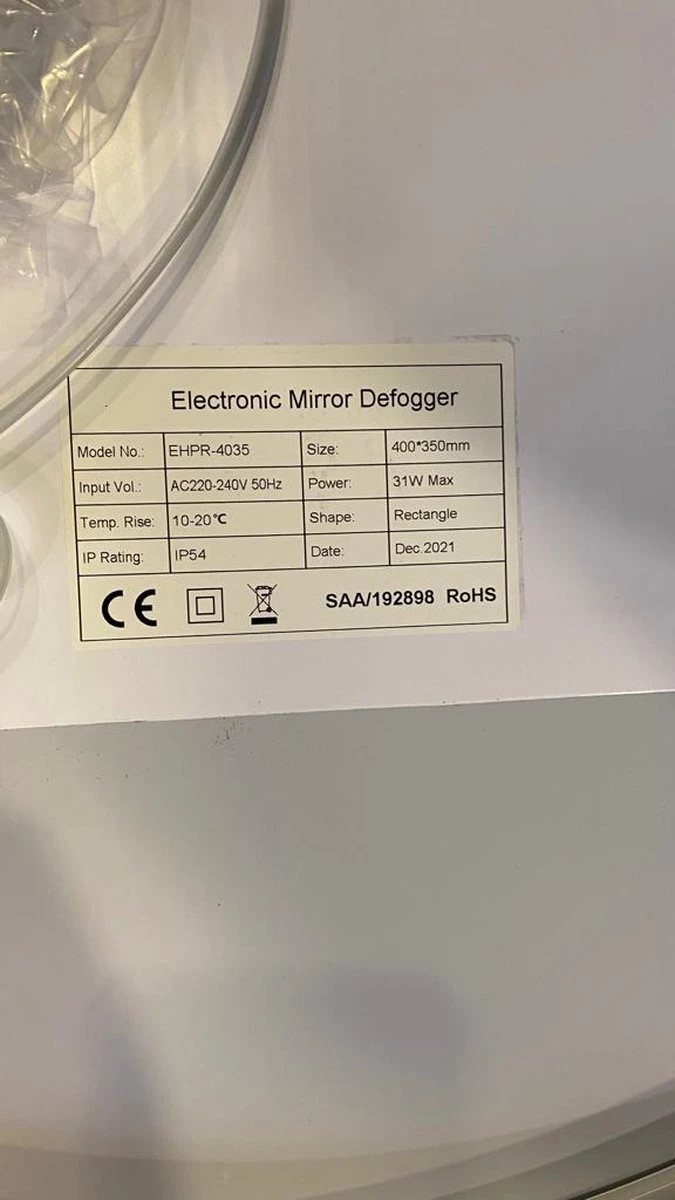 Electronic Mirror Defogger
Model No.: EHPR-4035 Size: 400*350mm
Input Vol.: AC220-240V 50Hz Power: 31W Max
Temp. Rise: 10-20℃ Shape: Rectangle
IP Rating: IP54 Date: Dec.2021
CE SAA/192898 RoHS